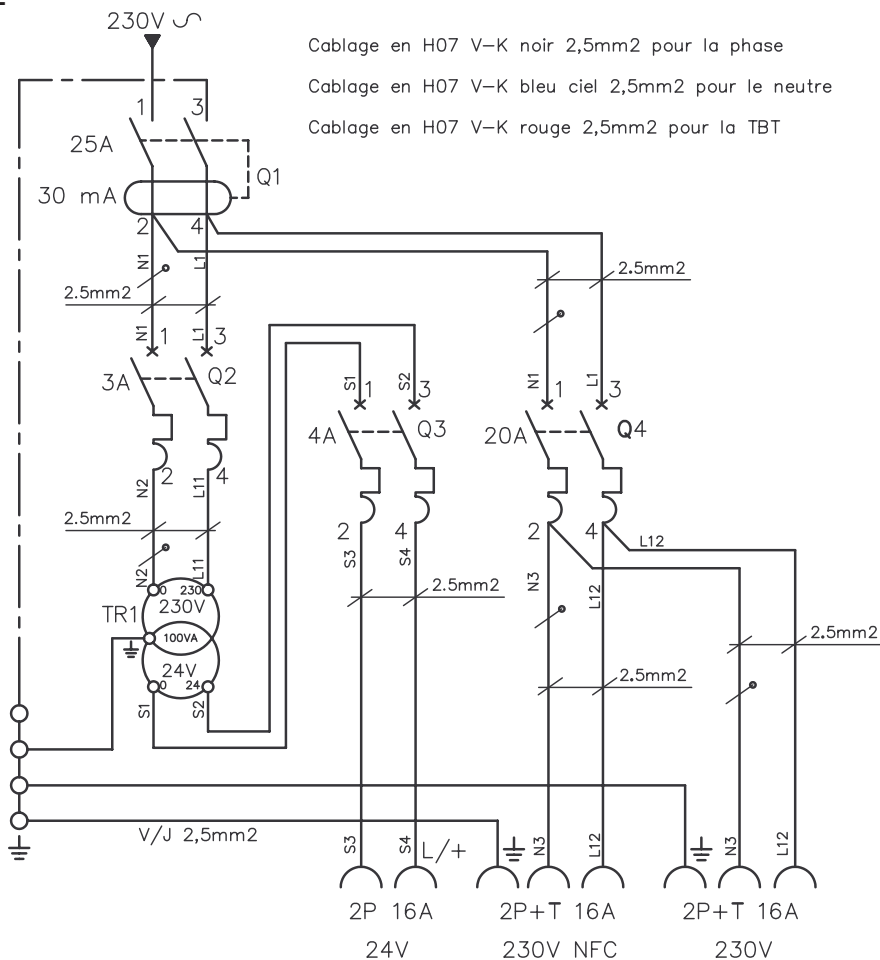 230V
Cablage en H07 V-K noir 2,5mm2 pour la phase
Cablage en H07 V-K bleu ciel 2,5mm2 pour le neutre
Cablage en H07 V-K rouge 2,5mm2 pour la TBT
1 3
25A
Q1
30 mA
2 4
N1 L1
2.5mm2
2.5mm2
N1 L1
1 3
3A
Q2
S1 S2
1 3
4A
Q3
N1 L1
1 3
20A
Q4
2 4
N2 L11
2.5mm2
N2 L11
2 4
S3 S4
2.5mm2
2 4
L12
N3 L12
2.5mm2
2.5mm2
0 230
230V
TR1
100VA
24V
0 24
S1 S2
V/J 2,5mm2
S3 S4
L/+
N3 L12
N3 L12
2P 16A
24V
2P+T 16A
230V NFC
2P+T 16A
230V